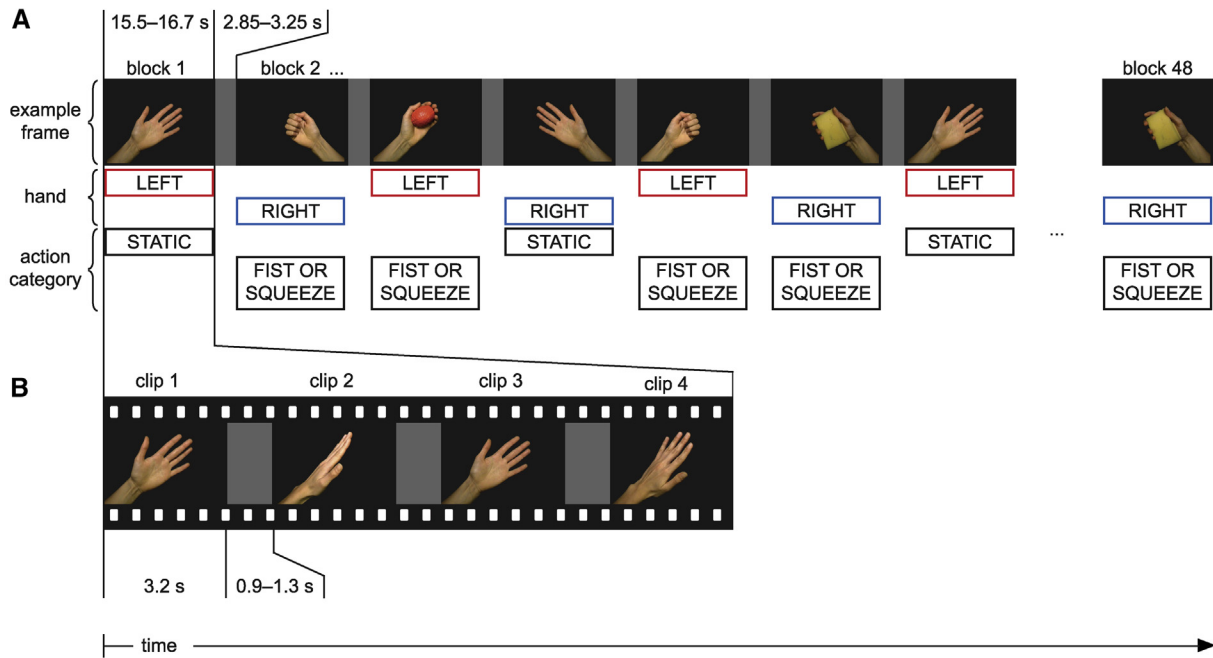 A
15.5–16.7 s
2.85–3.25 s
block 1
block 2 ...
block 48
example
frame
hand
LEFT
LEFT
LEFT
LEFT
RIGHT
RIGHT
RIGHT
RIGHT
action
category
STATIC
STATIC
STATIC
...
FIST OR
SQUEEZE
FIST OR
SQUEEZE
FIST OR
SQUEEZE
FIST OR
SQUEEZE
FIST OR
SQUEEZE
B
clip 1
clip 2
clip 3
clip 4
3.2 s
0.9–1.3 s
time